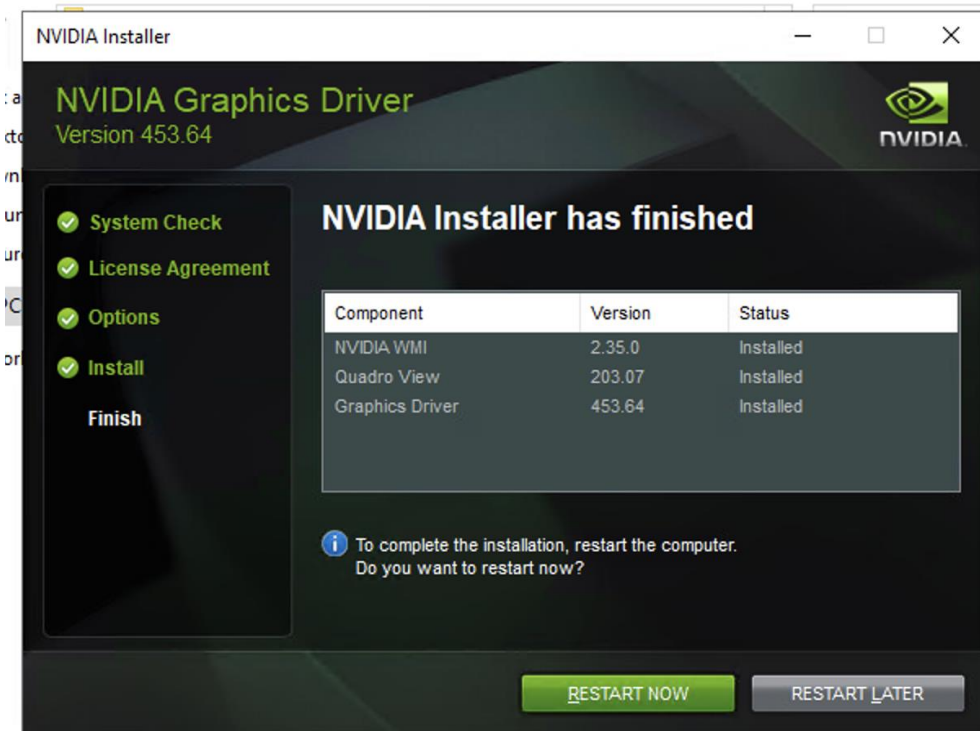 NVIDIA Installer
NVIDIA Graphics Driver
Version 453.64
NVIDIA
System Check
License Agreement
Options
Install
Finish
NVIDIA Installer has finished
Component Version Status
NVIDIA WMI 2.35.0 Installed
Quadro View 203.07 Installed
Graphics Driver 453.64 Installed
To complete the installation, restart the computer.
Do you want to restart now?
RESTART NOW RESTART LATER